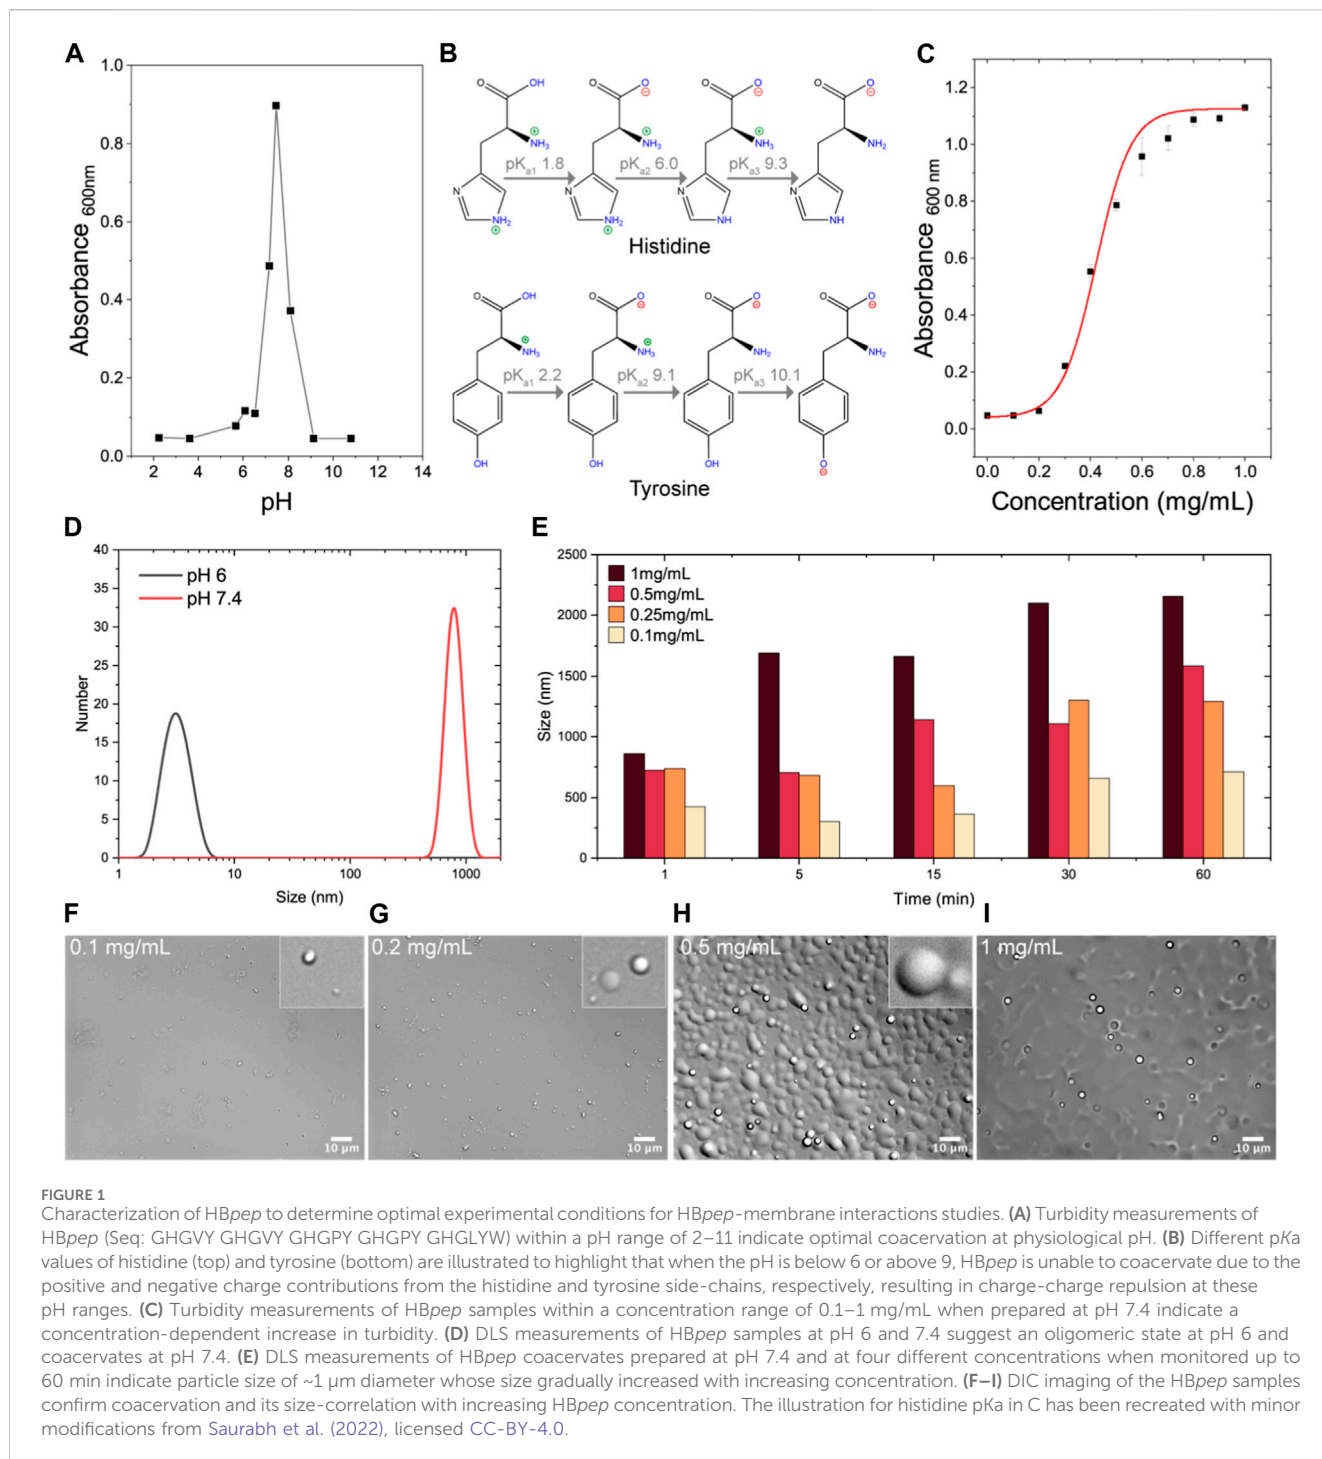 A
Absorbance 600nm
1.0
0.8
0.6
0.4
0.2
0.0
2 4 6 8 10 12 14
pH
B
O OH O O O O O O
NH3 NH3 NH3 NH2
pKa1 1.8 pKa2 6.0 pKa3 9.3
N NH2 N NH2 N NH N NH
Histidine
O OH O O O O O O
NH3 NH3 NH2 NH2
pKa1 2.2 pKa2 9.1 pKa3 10.1
OH OH OH O
Tyrosine
C
Absorbance 600 nm
1.2
1.0
0.8
0.6
0.4
0.2
0.0
0.0 0.2 0.4 0.6 0.8 1.0
Concentration (mg/mL)
D
Number
40
35
30
25
20
15
10
5
0
pH 6
pH 7.4
1 10 100 1000
Size (nm)
E
Size (nm)
2500
2000
1500
1000
500
0
1mg/mL
0.5mg/mL
0.25mg/mL
0.1mg/mL
1 5 15 30 60
Time (min)
F
0.1 mg/mL
10 µm
G
0.2 mg/mL
10 µm
H
0.5 mg/mL
10 µm
I
1 mg/mL
10 µm
FIGURE 1
Characterization of HBpep to determine optimal experimental conditions for HBpep-membrane interactions studies. (A) Turbidity measurements of
HBpep (Seq: GHGVY GHGVY GHGPY GHGPY GHGLYW) within a pH range of 2–11 indicate optimal coacervation at physiological pH. (B) Different pKa
values of histidine (top) and tyrosine (bottom) are illustrated to highlight that when the pH is below 6 or above 9, HBpep is unable to coacervate due to the
positive and negative charge contributions from the histidine and tyrosine side-chains, respectively, resulting in charge-charge repulsion at these
pH ranges. (C) Turbidity measurements of HBpep samples within a concentration range of 0.1–1 mg/mL when prepared at pH 7.4 indicate a
concentration-dependent increase in turbidity. (D) DLS measurements of HBpep samples at pH 6 and 7.4 suggest an oligomeric state at pH 6 and
coacervates at pH 7.4. (E) DLS measurements of HBpep coacervates prepared at pH 7.4 and at four different concentrations when monitored up to
60 min indicate particle size of ~1 µm diameter whose size gradually increased with increasing concentration. (F–I) DIC imaging of the HBpep samples
confirm coacervation and its size-correlation with increasing HBpep concentration. The illustration for histidine pKa in C has been recreated with minor
modifications from Saurabh et al. (2022), licensed CC-BY-4.0.